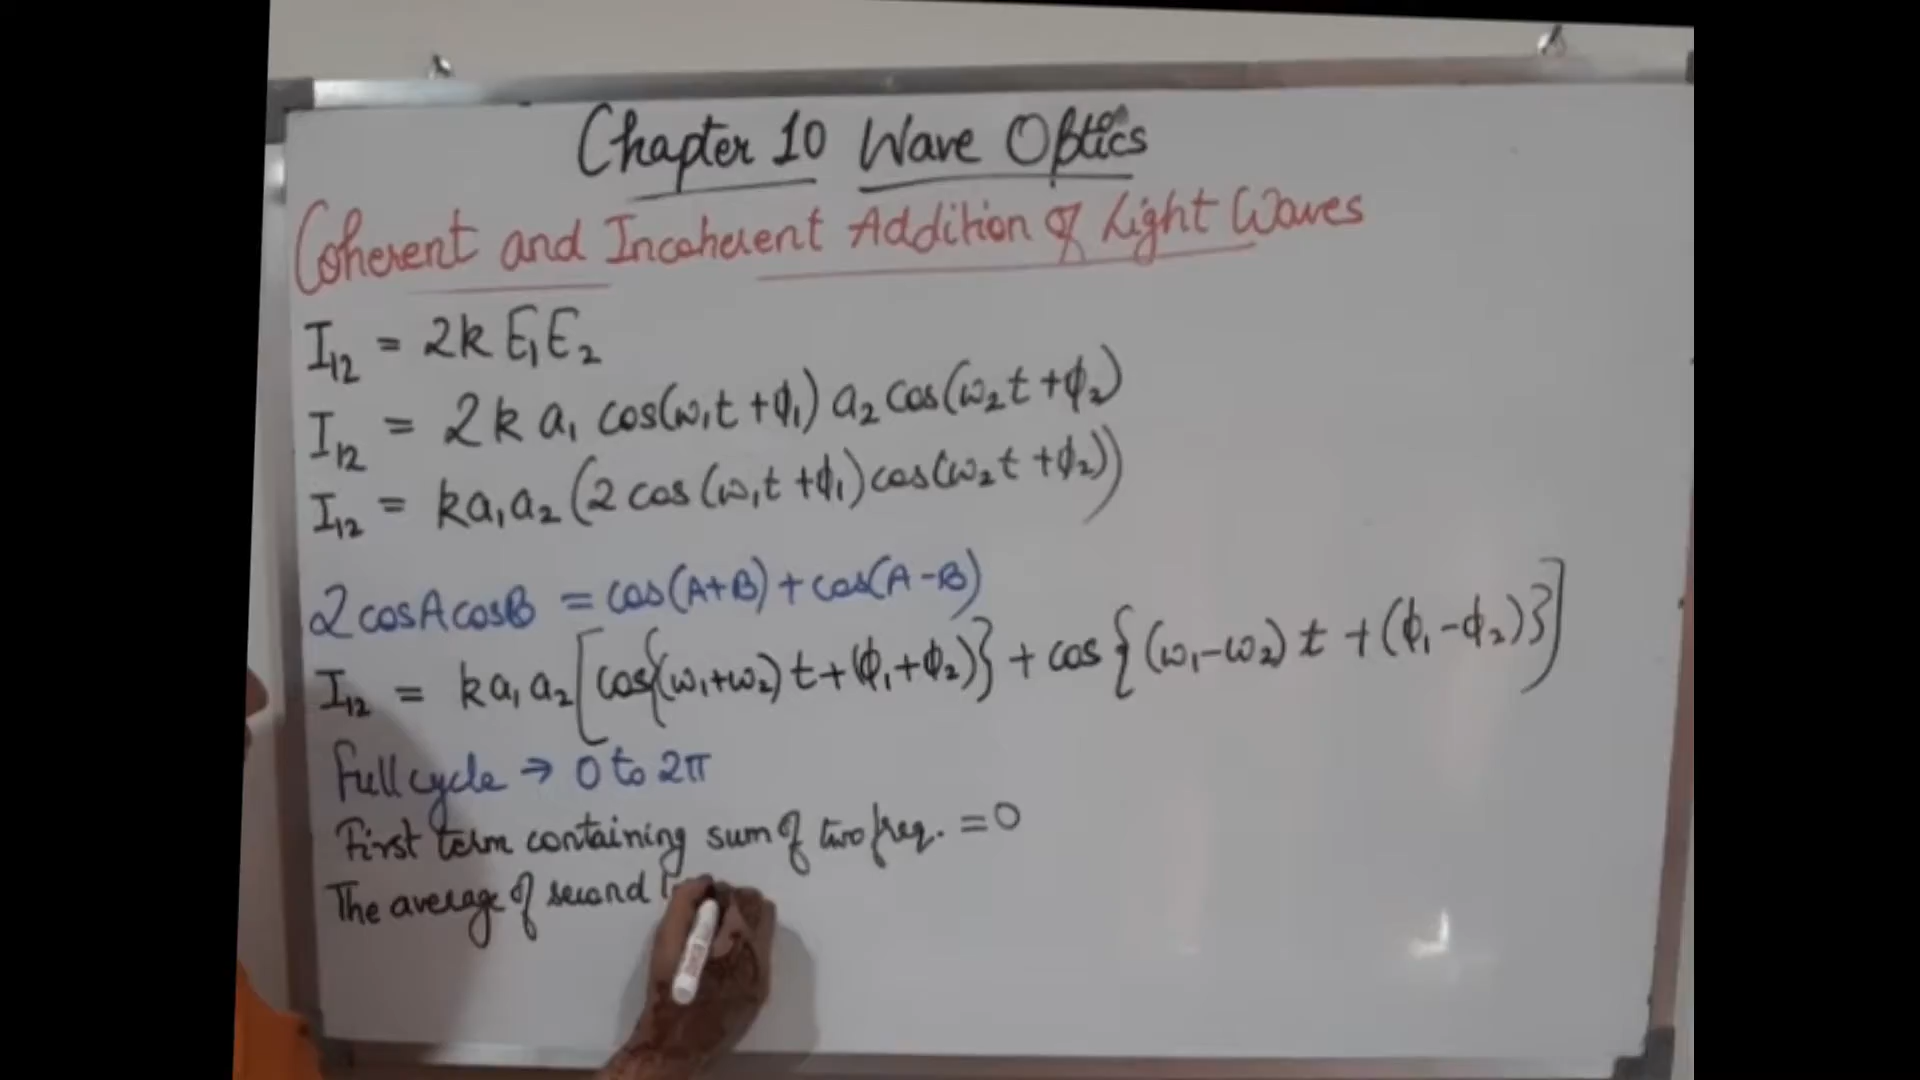 Chapter 10 Wave Optics
Coherent and Incoherent Addition of Light Waves
I₁₂ = 2k E₁E₂
I₁₂ = 2k a₁ cos(ω₁t + ϕ₁) a₂ cos(ω₂t + ϕ₂)
I₁₂ = ka₁a₂ (2 cos (ω₁t + ϕ₁) cos(ω₂t + ϕ₂))
2 cosA cosB = cos(A+B) + cos(A-B)
I₁₂ = ka₁a₂ [cos{(ω₁+ω₂) t + (ϕ₁+ϕ₂)} + cos {(ω₁-ω₂) t + (ϕ₁-ϕ₂)}]
Full cycle → 0 to 2π
First term containing sum of two freq. = 0
The average of second